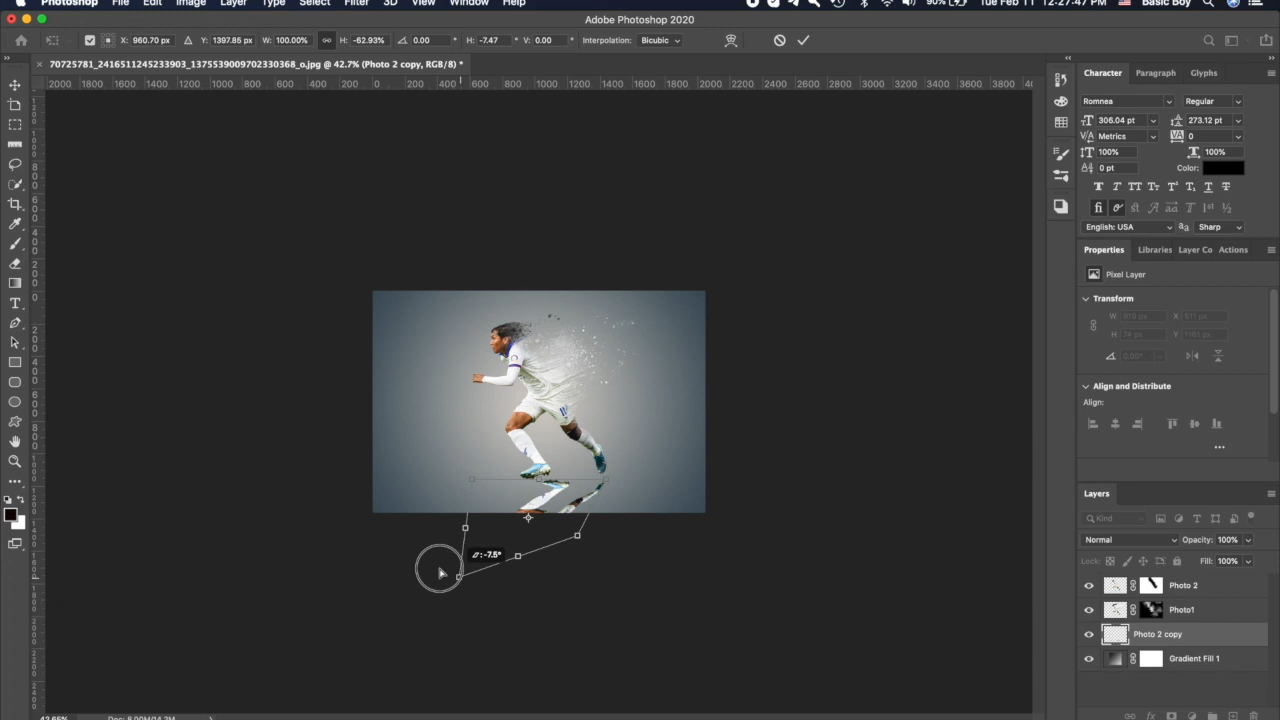 Photoshop File Edit Image Layer Type Select Filter 3D View Window Help 90% Tue Feb 11 12:27:47 PM Basic Boy
Adobe Photoshop 2020
X: 960.70 px Y: 1397.85 px W: 100.00% H: -62.93% 0.00 ° H: -7.47 ° V: 0.00 ° Interpolation: Bicubic
70725781_2416511245233903_1375539009702330368_o.jpg @ 42.7% (Photo 2 copy, RGB/8) *
2000 1800 1600 1400 1200 1000 800 600 400 200 0 200 400 600 800 1000 1200 1400 1600 1800 2000 2200 2400 2600 2800 3000 3200 3400 3600 3800
Character Paragraph Glyphs
Romnea Regular
306.04 pt 273.12 pt
Metrics 0
100% 100%
0 pt Color:
English: USA Sharp
Properties Libraries Layer Co Actions
Pixel Layer
Transform
Align and Distribute
Align:
:-7.5°
Layers
Kind
Normal Opacity: 100%
Lock: Fill: 100%
Photo 2
Photo1
Photo 2 copy
Gradient Fill 1